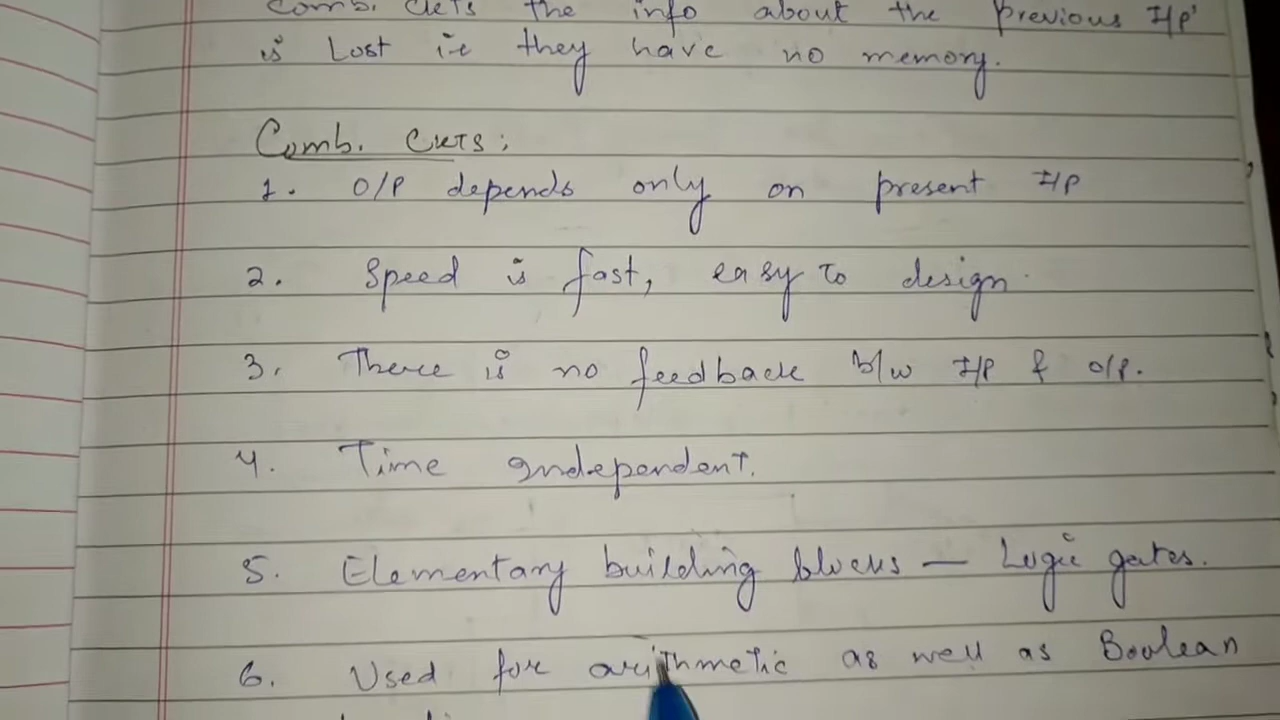 Comb. CKTS the info about the previous I/P'
is Lost i.e they have no memory.
Comb. CKTS:
1. O/P depends only on present I/P
2. Speed is fast, easy to design.
3. There is no feedback b/w I/P & O/P.
4. Time independent.
5. Elementary building blocks — Logic gates.
6. Used for arithmetic as well as Boolean